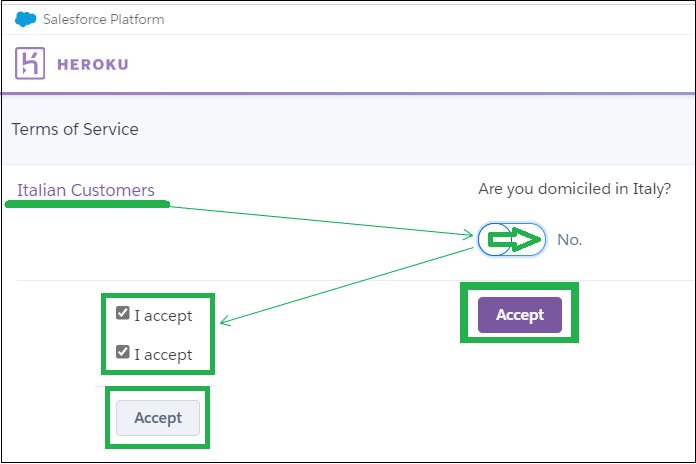 Salesforce Platform
HEROKU
Terms of Service
Italian Customers
Are you domiciled in Italy?
No.
I accept
I accept
Accept
Accept